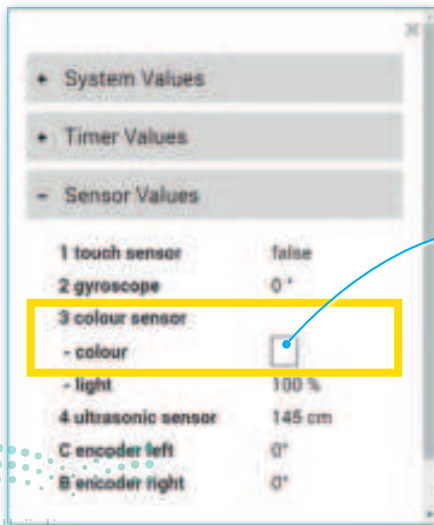 + System Values
+ Timer Values
- Sensor Values
1 touch sensor false
2 gyroscope 0°
3 colour sensor
- colour
- light 100 %
4 ultrasonic sensor 145 cm
C encoder left 0°
B encoder right 0°